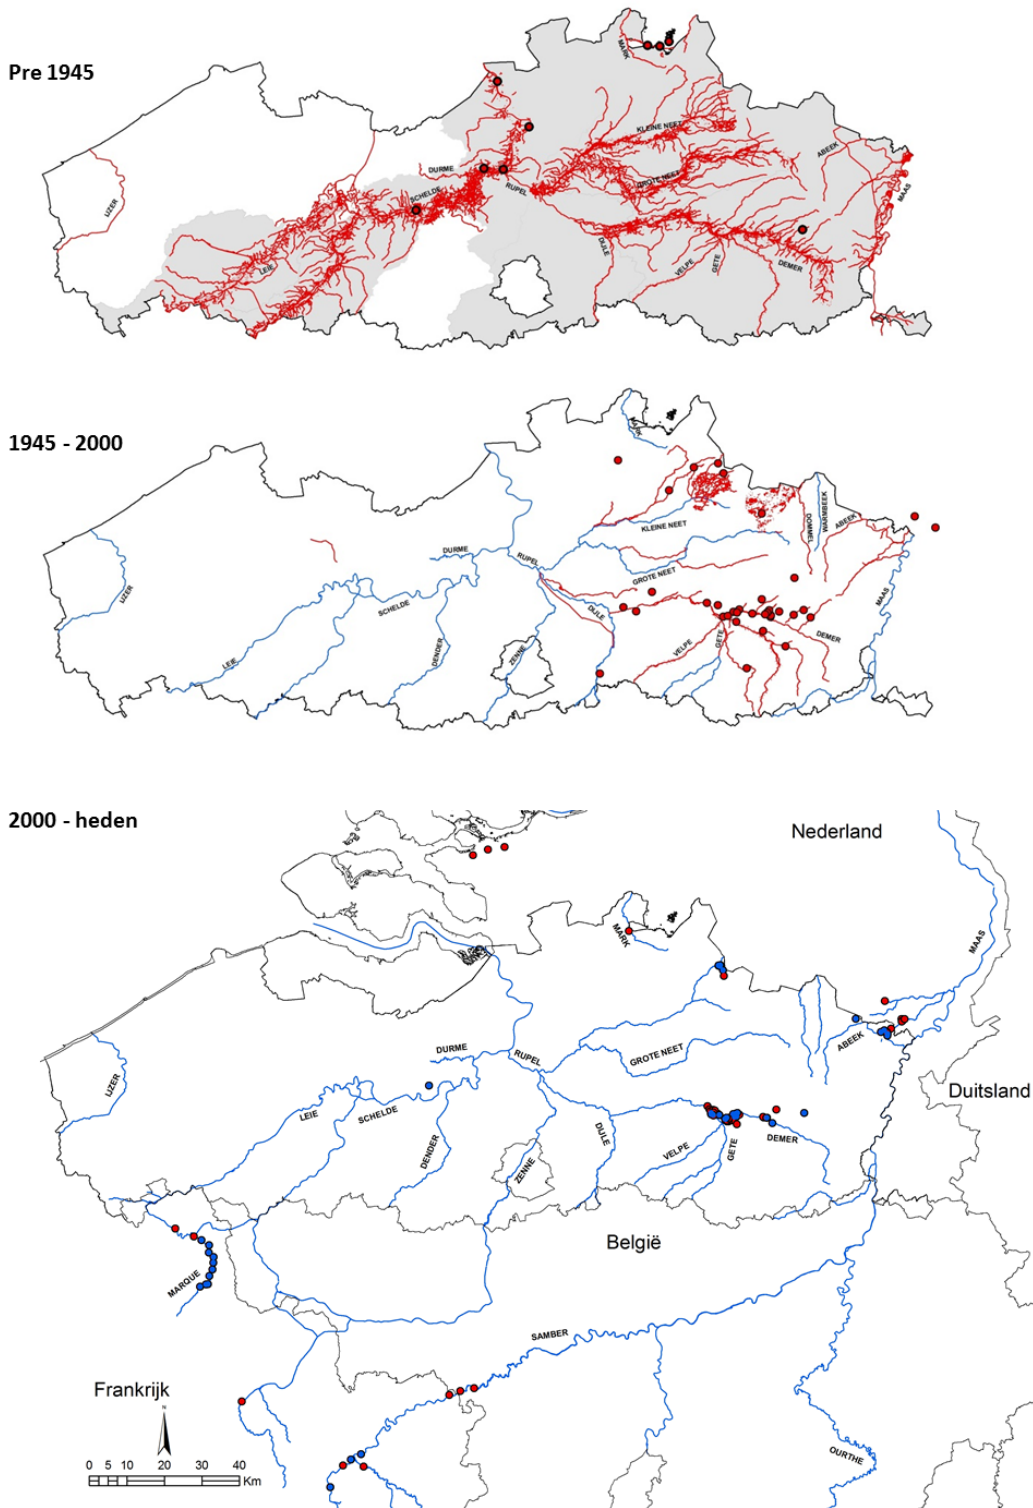 Pre 1945
MARK
KLEINE NEET
ABEEK
DURME
GROTE NEET
RUPEL
SCHELDE
MAAS
IJZER
DIJLE
LEIE
VELPE
GETE
DEMER
1945 - 2000
MARK
DOMMEL
WARMBEEK
ABEEK
KLEINE NEET
DURME
RUPEL
GROTE NEET
IJZER
MAAS
SCHELDE
DIJLE
DEMER
LEIE
DENDER
ZENNE
VELPE
GETE
2000 - heden
Nederland
MARK
MAAS
ABEEK
DURME
RUPEL
GROTE NEET
IJZER
Duitsland
LEIE
SCHELDE
DIJLE
DEMER
DENDER
VELPE
GETE
ZENNE
België
MARQUE
SAMBER
Frankrijk
N
OURTHE
0 5 10 20 30 40
Km